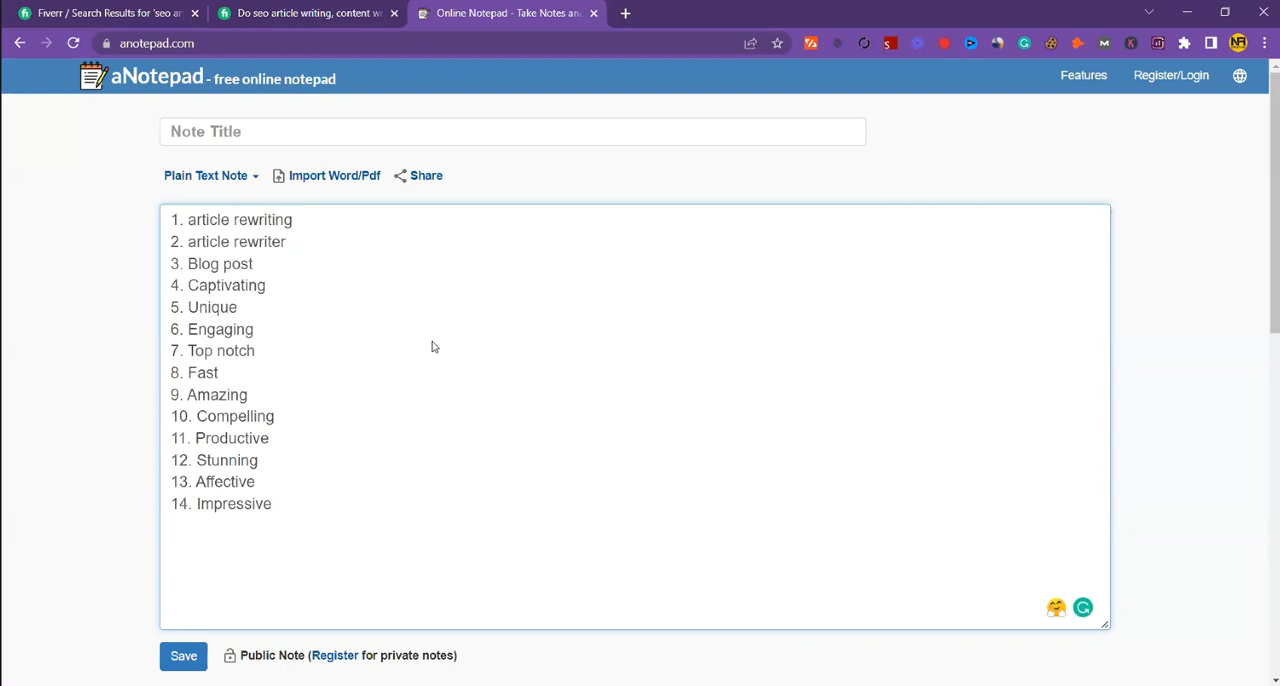 Fiverr / Search Results for 'seo ar
Do seo article writing, content wr
Online Notepad - Take Notes and
anotepad.com
aNotepad - free online notepad
Features
Register/Login
Note Title
Plain Text Note
Import Word/Pdf
Share
1. article rewriting
2. article rewriter
3. Blog post
4. Captivating
5. Unique
6. Engaging
7. Top notch
8. Fast
9. Amazing
10. Compelling
11. Productive
12. Stunning
13. Affective
14. Impressive
Save
Public Note (Register for private notes)